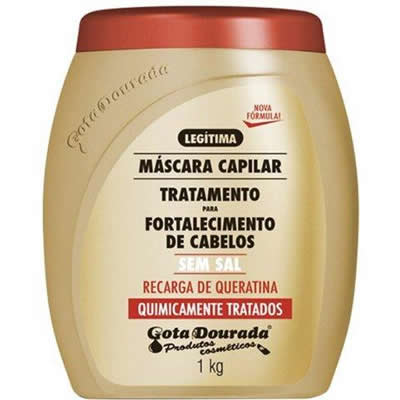 Gota Dourada
NOVA
FÓRMULA!
LEGÍTIMA
MÁSCARA CAPILAR
TRATAMENTO
PARA
FORTALECIMENTO
DE CABELOS
SEM SAL
RECARGA DE QUERATINA
QUIMICAMENTE TRATADOS
Gota Dourada®
Produtos cosméticos
1 kg